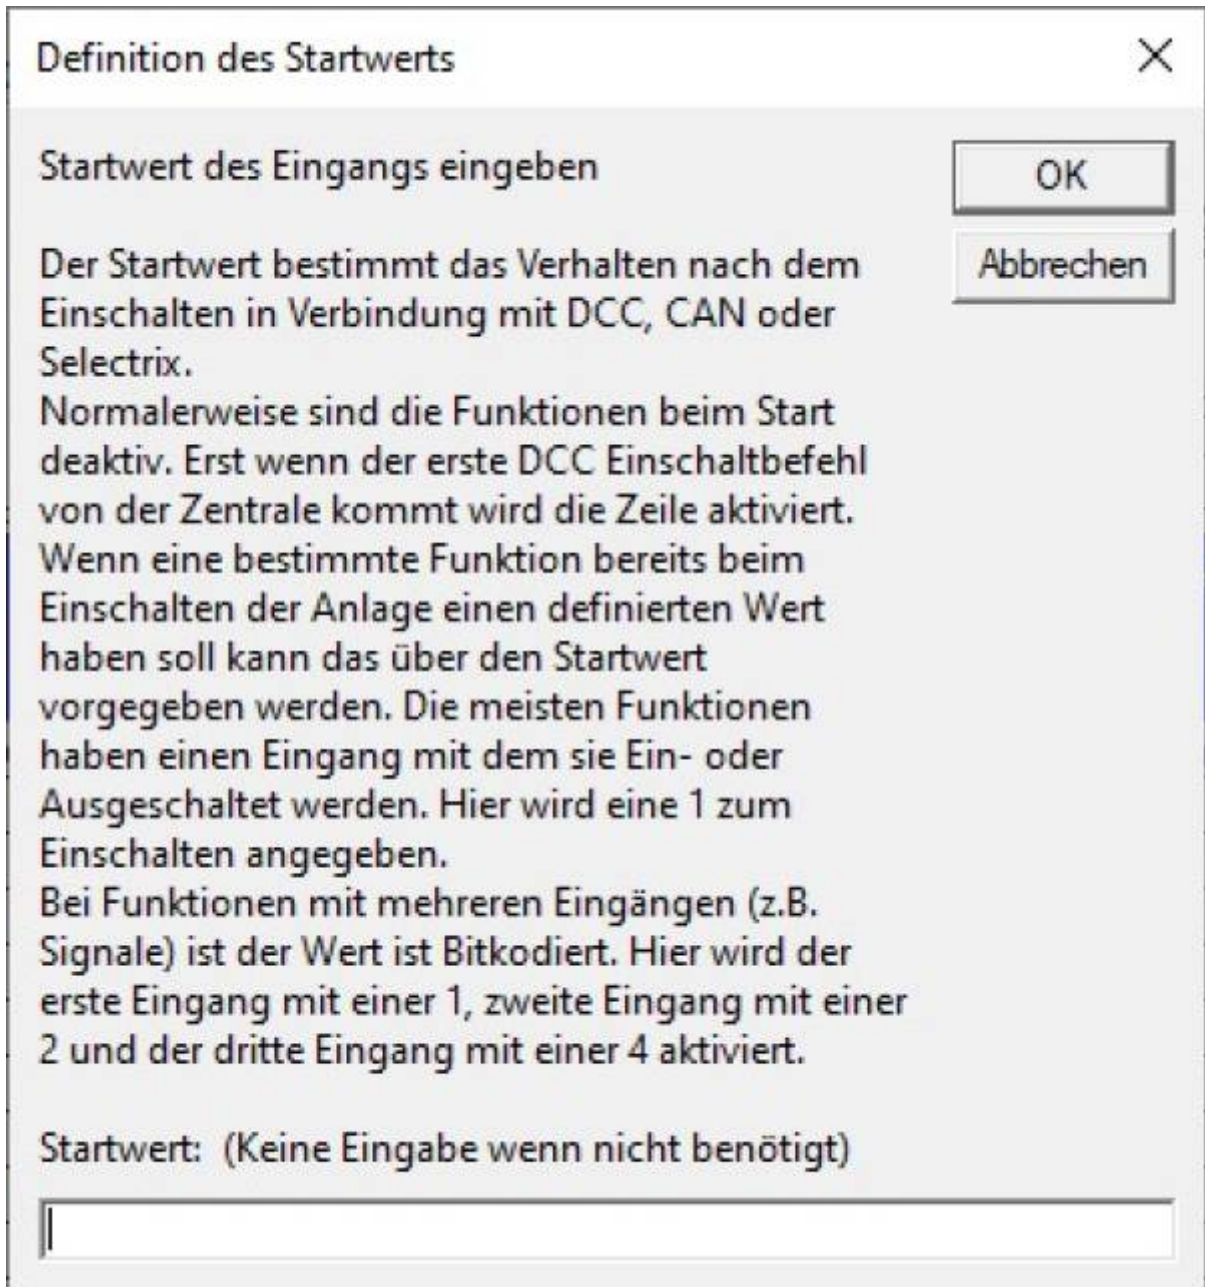 Definition des Startwerts
Startwert des Eingangs eingeben
OK
Abbrechen
Der Startwert bestimmt das Verhalten nach dem
Einschalten in Verbindung mit DCC, CAN oder
Selectrix.
Normalerweise sind die Funktionen beim Start
deaktiv. Erst wenn der erste DCC Einschaltbefehl
von der Zentrale kommt wird die Zeile aktiviert.
Wenn eine bestimmte Funktion bereits beim
Einschalten der Anlage einen definierten Wert
haben soll kann das über den Startwert
vorgegeben werden. Die meisten Funktionen
haben einen Eingang mit dem sie Ein- oder
Ausgeschaltet werden. Hier wird eine 1 zum
Einschalten angegeben.
Bei Funktionen mit mehreren Eingängen (z.B.
Signale) ist der Wert ist Bitkodiert. Hier wird der
erste Eingang mit einer 1, zweite Eingang mit einer
2 und der dritte Eingang mit einer 4 aktiviert.
Startwert:  (Keine Eingabe wenn nicht benötigt)